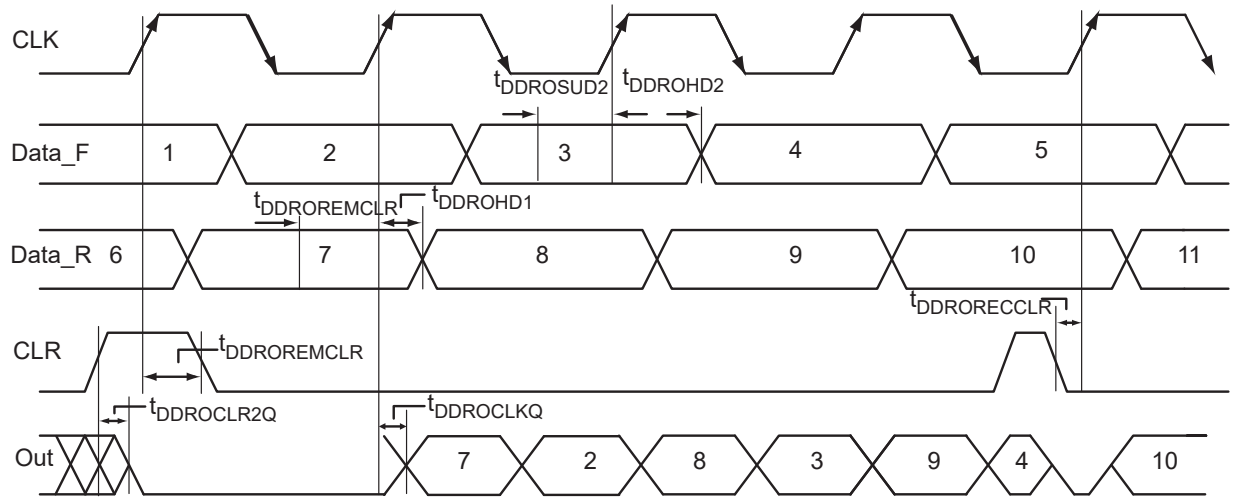 CLK
tDDROSUD2 tDDROHD2
Data_F 1 2 3 4 5
tDDROREMCLR tDDROHD1
Data_R 6 7 8 9 10 11
tDDRORECCLR
CLR tDDROREMCLR
tDDROCLR2Q tDDROCLKQ
Out 7 2 8 3 9 4 10